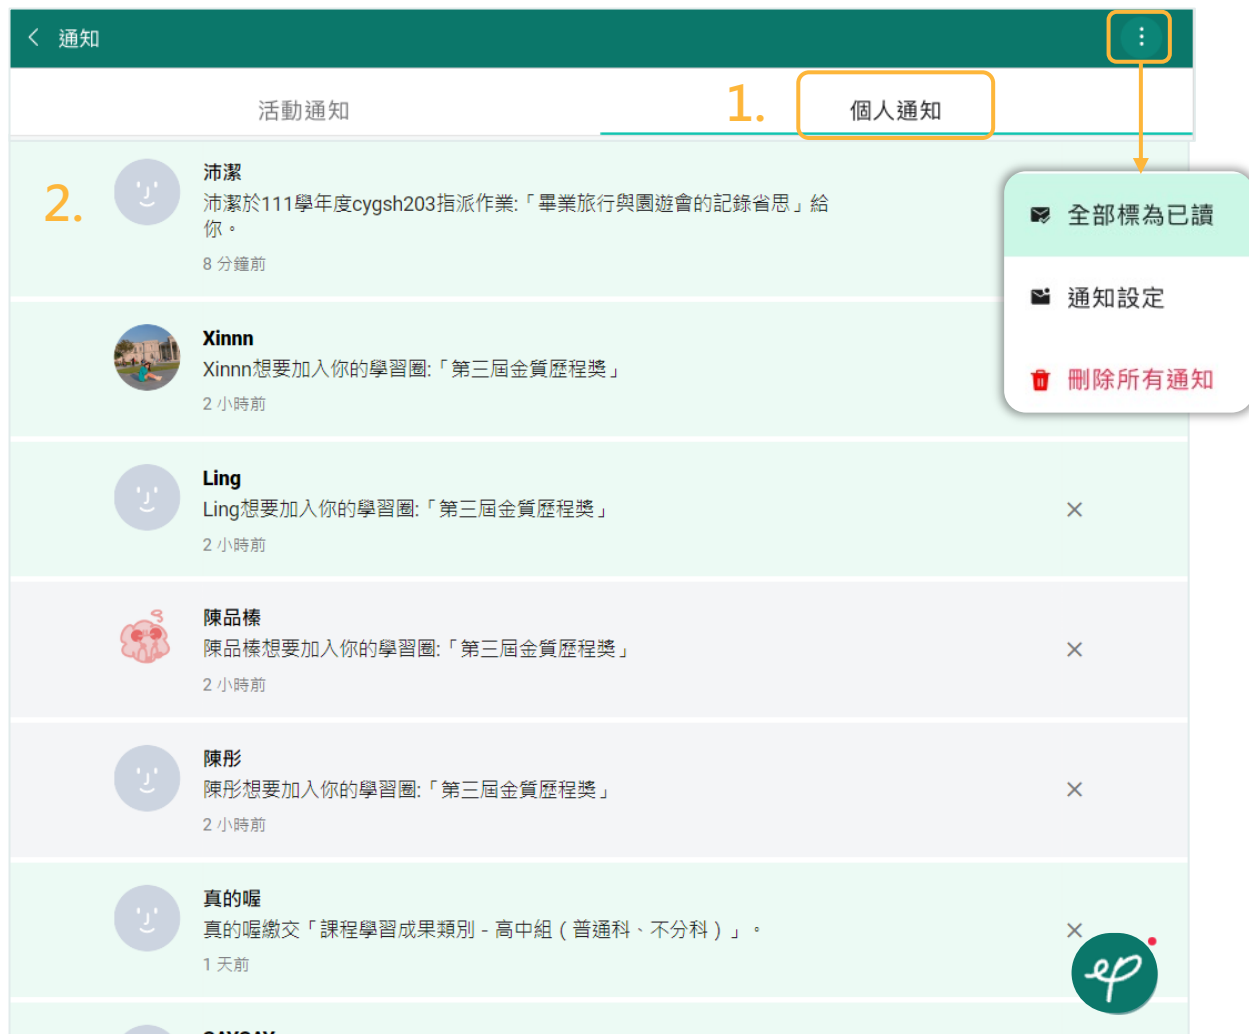 通知
活動通知
1.
個人通知
2.
沛潔
沛潔於111學年度cygsh203指派作業:「畢業旅行與園遊會的記錄省思」給
你。
8 分鐘前
全部標為已讀
通知設定
刪除所有通知
Xinnn
Xinnn想要加入你的學習圈:「第三屆金質歷程獎」
2 小時前
Ling
Ling想要加入你的學習圈:「第三屆金質歷程獎」
2 小時前
陳品榛
陳品榛想要加入你的學習圈:「第三屆金質歷程獎」
2 小時前
陳彤
陳彤想要加入你的學習圈:「第三屆金質歷程獎」
2 小時前
真的喔
真的喔繳交「課程學習成果類別 - 高中組（普通科、不分科）」。
1 天前
ep